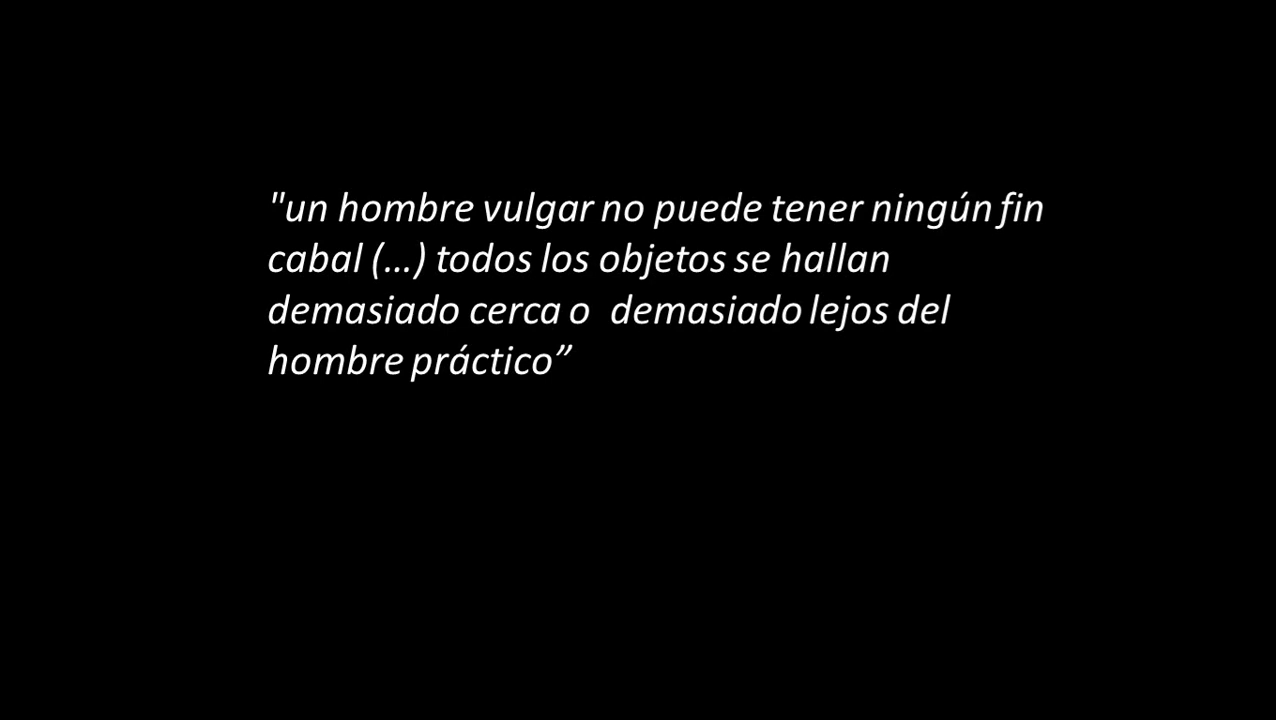 "un hombre vulgar no puede tener ningún fin
cabal (…) todos los objetos se hallan
demasiado cerca o  demasiado lejos del
hombre práctico”